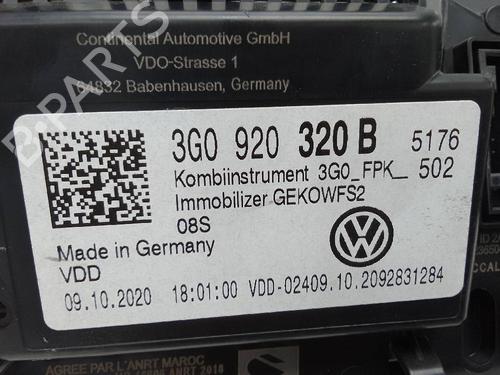 Continental Automotive GmbH
VDO-Strasse 1
64832 Babenhausen, Germany
B-PARTS
3G0 920 320 B 5176
Kombiinstrument 3G0_FPK_ 502
Immobilizer GEKOWFS2
08S
Made in Germany
VDD
09.10.2020 18:01:00 VDD-02409.10.2092831284
AGREE PAR L'ANRT MAROC